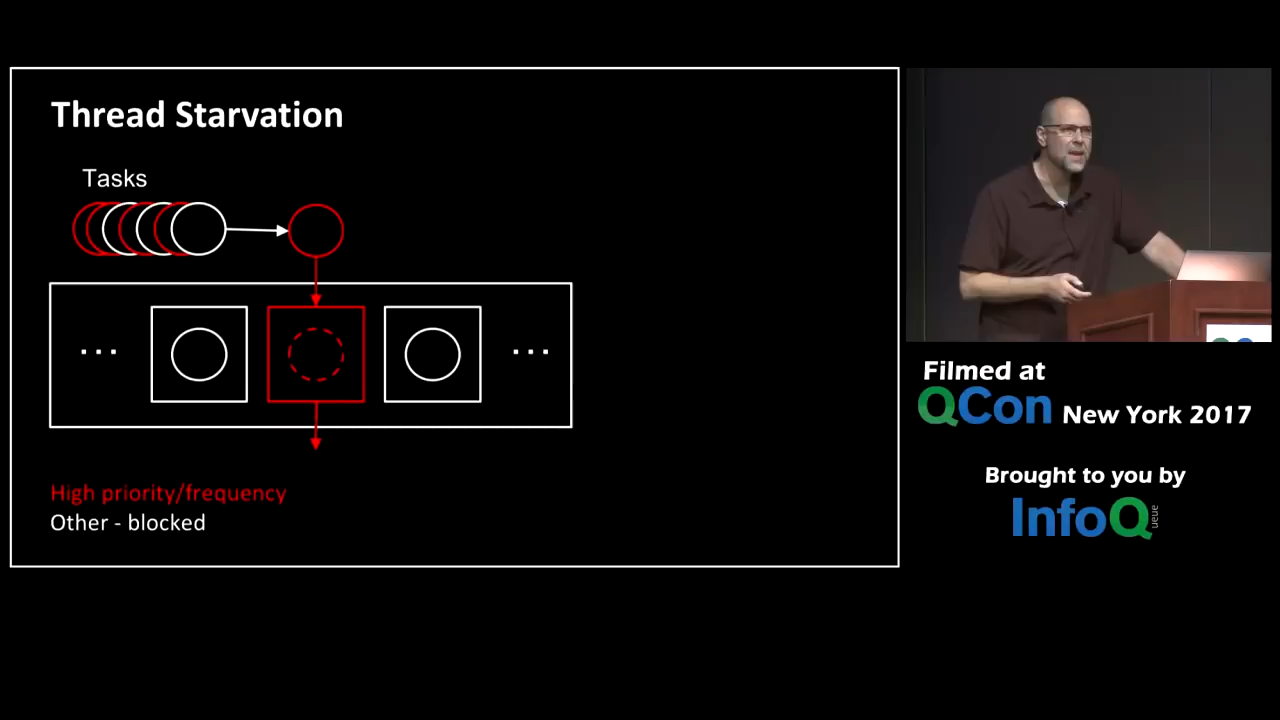 Thread Starvation
Tasks
...
...
High priority/frequency
Other - blocked
Filmed at
QCon New York 2017
Brought to you by
InfoQ
ueue